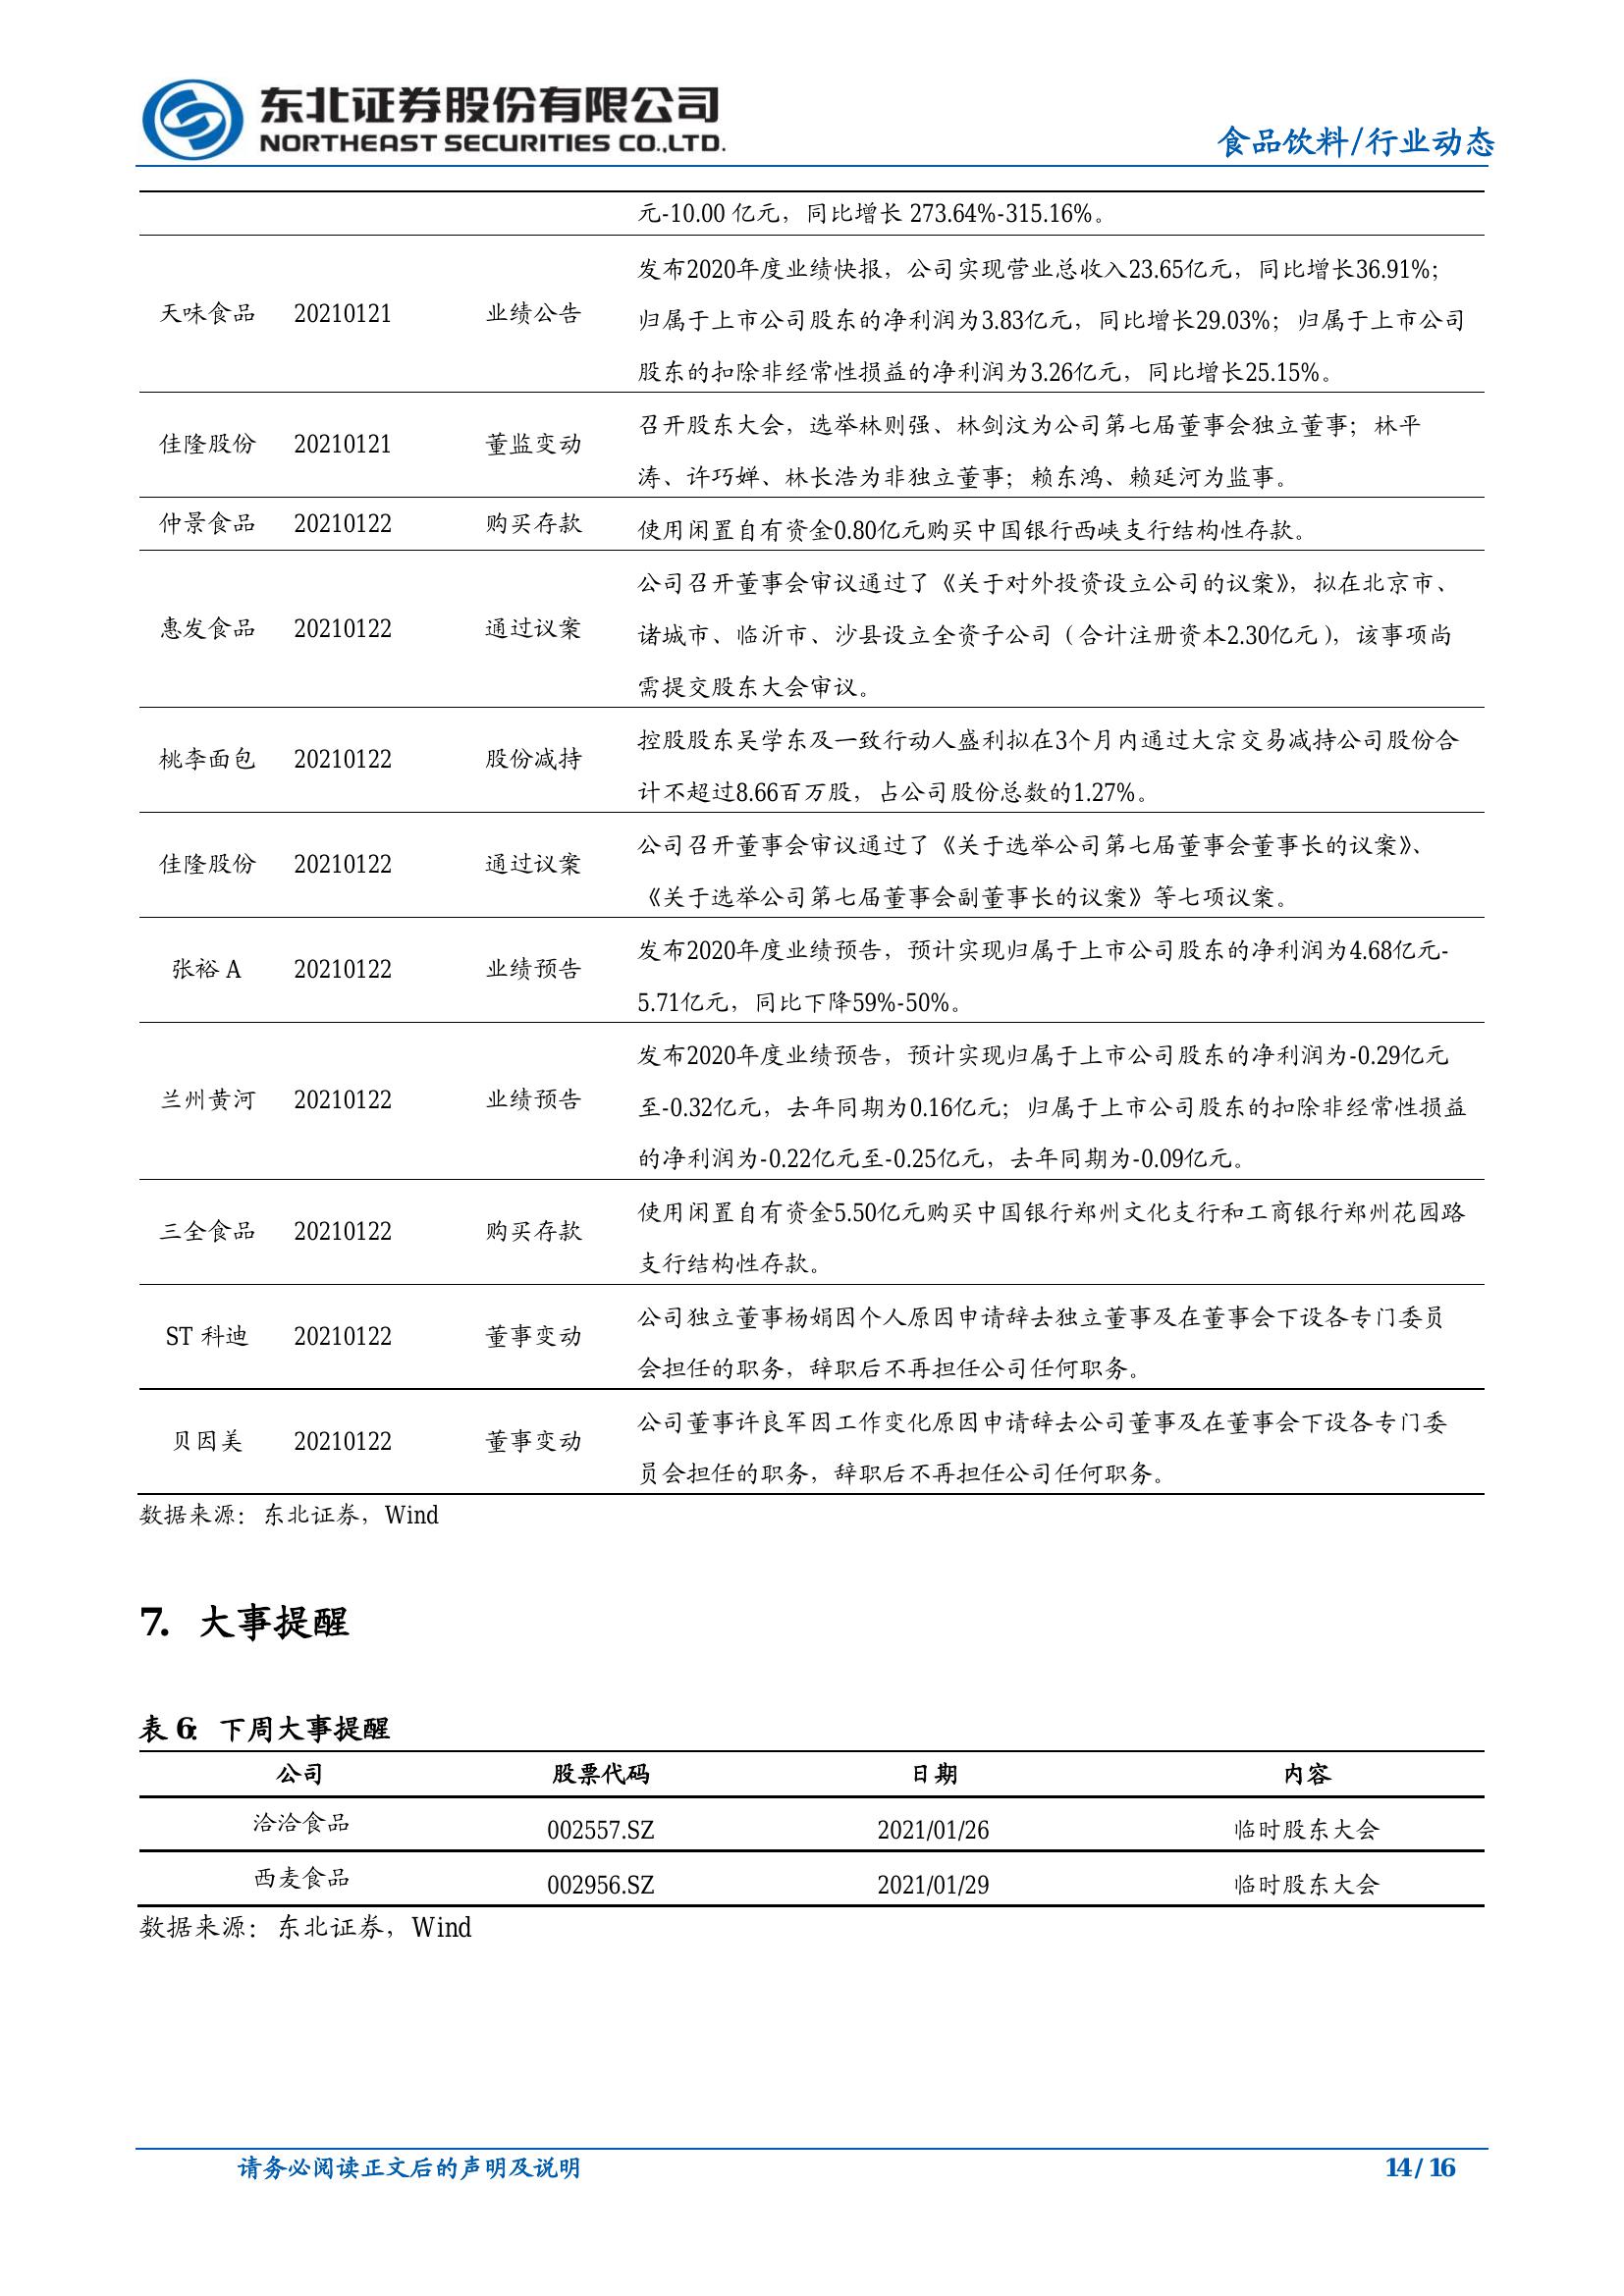 东北证券股份有限公司
NORTHEAST SECURITIES CO.,LTD.
食品饮料/行业动态
元-10.00 亿元，同比增长 273.64%-315.16%。
天味食品 20210121 业绩公告
发布2020年度业绩快报，公司实现营业总收入23.65亿元，同比增长36.91%；
归属于上市公司股东的净利润为3.83亿元，同比增长29.03%；归属于上市公司
股东的扣除非经常性损益的净利润为3.26亿元，同比增长25.15%。
佳隆股份 20210121 董监变动
召开股东大会，选举林则强、林剑汶为公司第七届董事会独立董事；林平
涛、许巧婵、林长浩为非独立董事；赖东鸿、赖延河为监事。
仲景食品 20210122 购买存款 使用闲置自有资金0.80亿元购买中国银行西峡支行结构性存款。
惠发食品 20210122 通过议案
公司召开董事会审议通过了《关于对外投资设立公司的议案》，拟在北京市、
诸城市、临沂市、沙县设立全资子公司（合计注册资本2.30亿元），该事项尚
需提交股东大会审议。
桃李面包 20210122 股份减持
控股股东吴学东及一致行动人盛利拟在3个月内通过大宗交易减持公司股份合
计不超过8.66百万股，占公司股份总数的1.27%。
佳隆股份 20210122 通过议案
公司召开董事会审议通过了《关于选举公司第七届董事会董事长的议案》、
《关于选举公司第七届董事会副董事长的议案》等七项议案。
张裕 A 20210122 业绩预告
发布2020年度业绩预告，预计实现归属于上市公司股东的净利润为4.68亿元-
5.71亿元，同比下降59%-50%。
兰州黄河 20210122 业绩预告
发布2020年度业绩预告，预计实现归属于上市公司股东的净利润为-0.29亿元
至-0.32亿元，去年同期为0.16亿元；归属于上市公司股东的扣除非经常性损益
的净利润为-0.22亿元至-0.25亿元，去年同期为-0.09亿元。
三全食品 20210122 购买存款
使用闲置自有资金5.50亿元购买中国银行郑州文化支行和工商银行郑州花园路
支行结构性存款。
ST 科迪 20210122 董事变动
公司独立董事杨娟因个人原因申请辞去独立董事及在董事会下设各专门委员
会担任的职务，辞职后不再担任公司任何职务。
贝因美 20210122 董事变动
公司董事许良军因工作变化原因申请辞去公司董事及在董事会下设各专门委
员会担任的职务，辞职后不再担任公司任何职务。
数据来源：东北证券，Wind
7. 大事提醒
表 6：下周大事提醒
公司 股票代码 日期 内容
洽洽食品 002557.SZ 2021/01/26 临时股东大会
西麦食品 002956.SZ 2021/01/29 临时股东大会
数据来源：东北证券，Wind
请务必阅读正文后的声明及说明 14 / 16